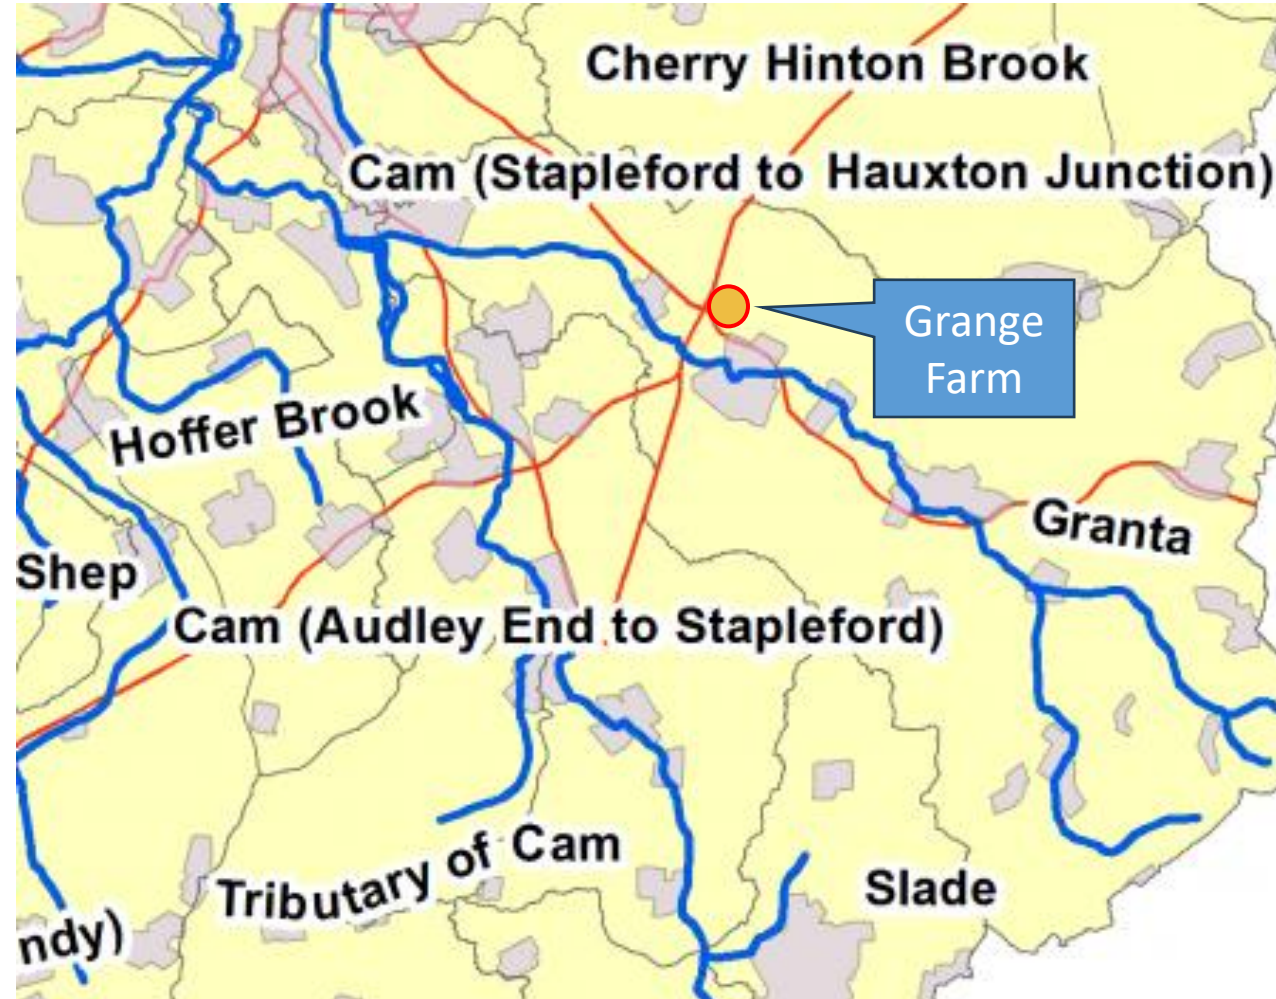 Cherry Hinton Brook
Cam (Stapleford to Hauxton Junction)
Grange
Farm
Hoffer Brook
Granta
Shep
Cam (Audley End to Stapleford)
Tributary of Cam
Slade
ndy)